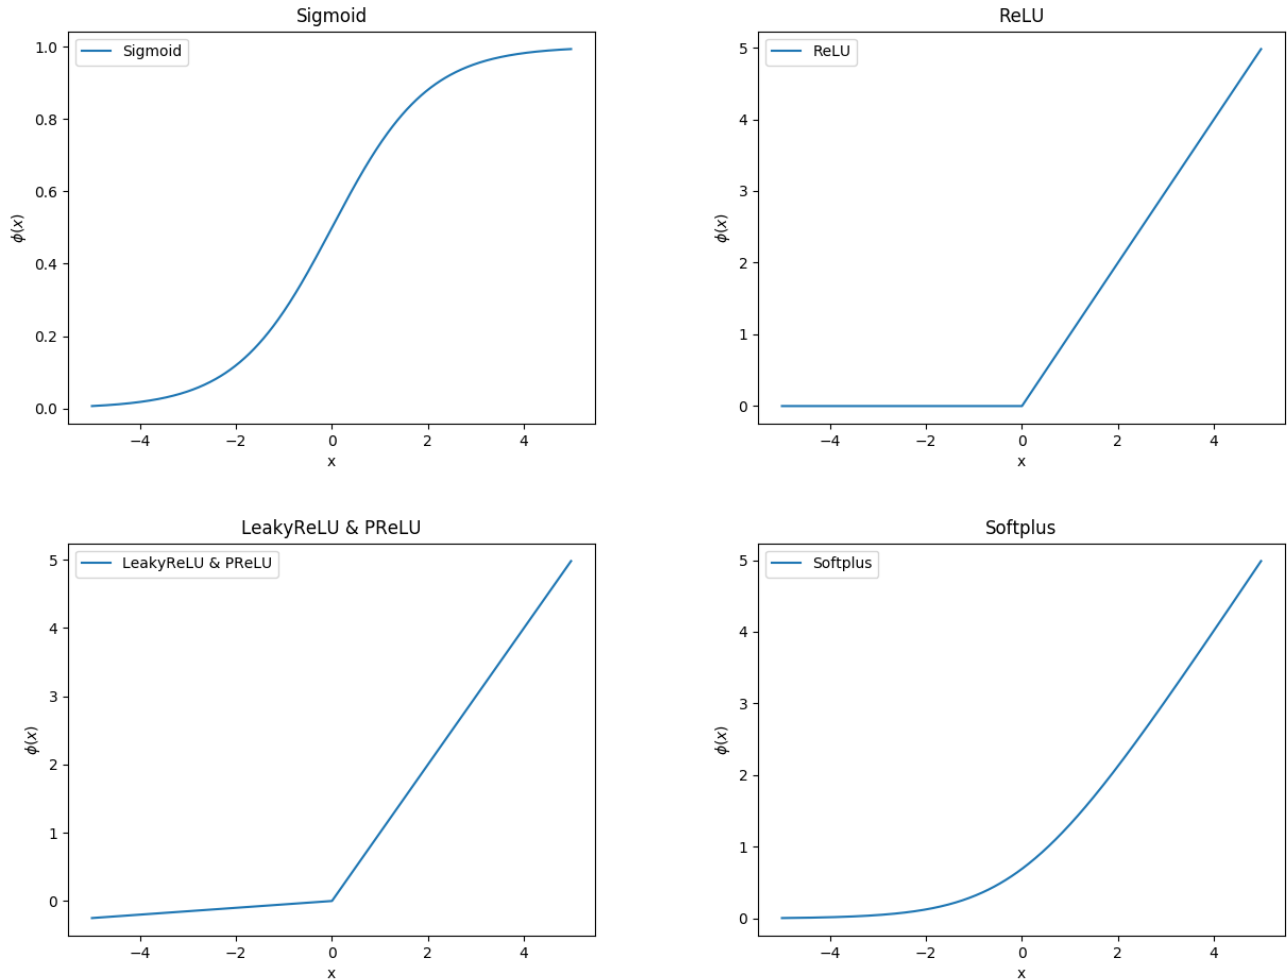 Sigmoid
Sigmoid
1.0
0.8
0.6
0.4
0.2
0.0
ϕ(x)
−4 −2 0 2 4
x
ReLU
ReLU
5
4
3
2
1
0
ϕ(x)
−4 −2 0 2 4
x
LeakyReLU & PReLU
LeakyReLU & PReLU
5
4
3
2
1
0
ϕ(x)
−4 −2 0 2 4
x
Softplus
Softplus
5
4
3
2
1
0
ϕ(x)
−4 −2 0 2 4
x